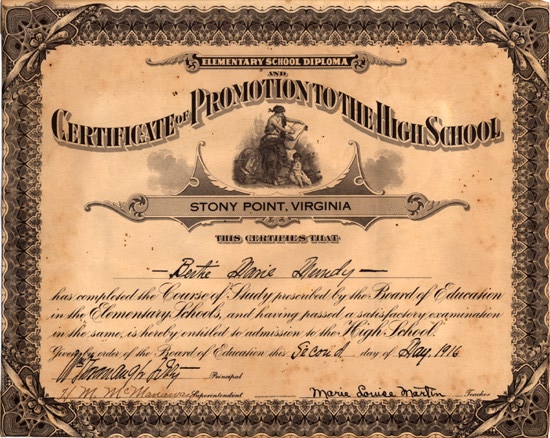 ELEMENTARY SCHOOL DIPLOMA
AND
CERTIFICATE OF PROMOTION TO THE HIGH SCHOOL
STONY POINT, VIRGINIA
THIS CERTIFIES THAT
Marie
has completed the Course of Study prescribed by the Board of Education
in the Elementary Schools, and having passed a satisfactory examination
in the same, is hereby entitled to admission to the High School.
Given by order of the Board of Education this Second day of May 1916
Principal
H. M. Superintendent
Marie Louise Martin Teacher